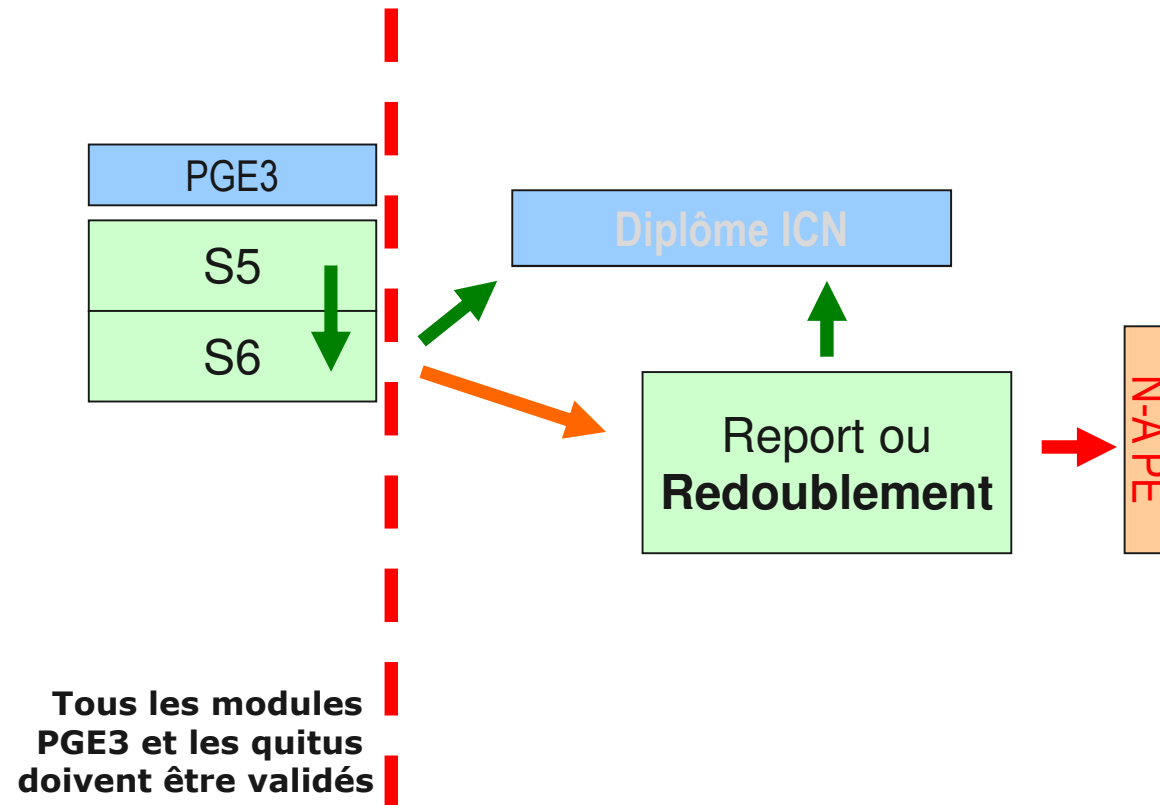 PGE3
Diplôme ICN
S5
S6
Report ou
Redoublement
N-A PE
Tous les modules
PGE3 et les quitus
doivent être validés